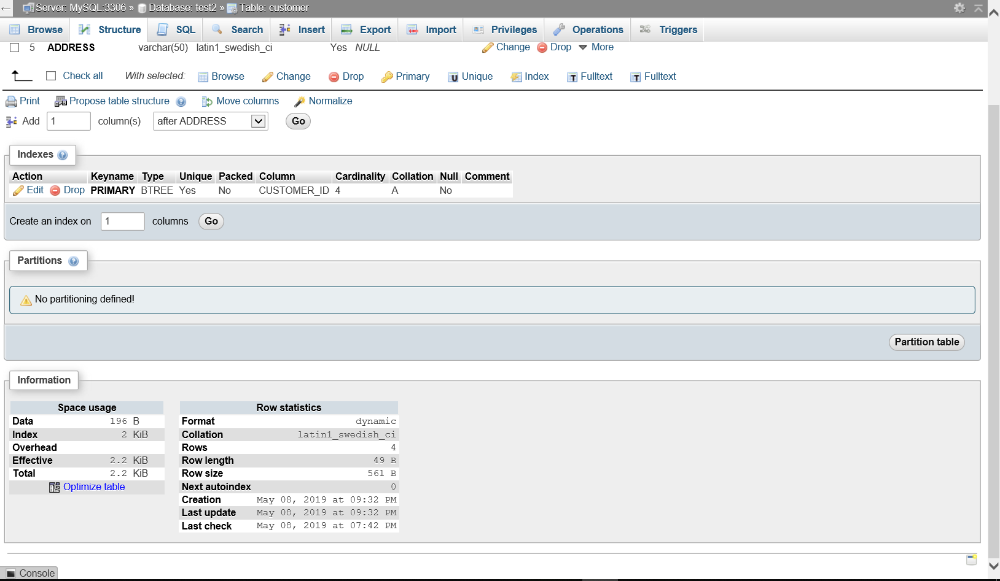 ← Server: MySQL:3306 » Database: test2 » Table: customer
Browse Structure SQL Search Insert Export Import Privileges Operations Triggers
5 ADDRESS varchar(50) latin1_swedish_ci Yes NULL Change Drop More
Check all With selected: Browse Change Drop Primary Unique Index Fulltext Fulltext
Print Propose table structure Move columns Normalize
Add 1 column(s) after ADDRESS Go
Indexes
Action Keyname Type Unique Packed Column Cardinality Collation Null Comment
Edit Drop PRIMARY BTREE Yes No CUSTOMER_ID 4 A No
Create an index on 1 columns Go
Partitions
No partitioning defined!
Partition table
Information
Space usage
Data 196 B
Index 2 KiB
Overhead
Effective 2.2 KiB
Total 2.2 KiB
Optimize table
Row statistics
Format dynamic
Collation latin1_swedish_ci
Rows 4
Row length 49 B
Row size 561 B
Next autoindex 0
Creation May 08, 2019 at 09:32 PM
Last update May 08, 2019 at 09:32 PM
Last check May 08, 2019 at 07:42 PM
Console